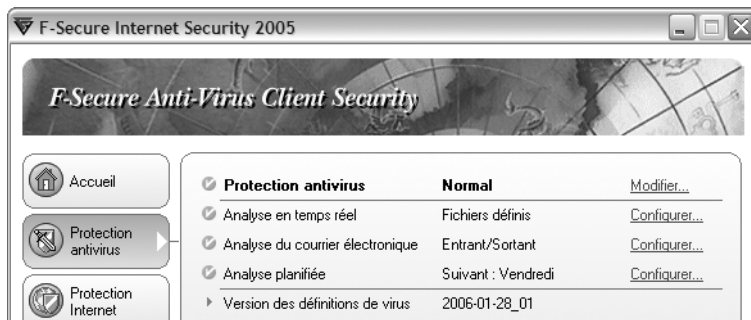 F-Secure Internet Security 2005
F-Secure Anti-Virus Client Security
Accueil
Protection
antivirus
Protection
Internet
Protection antivirus Normal Modifier...
Analyse en temps réel Fichiers définis Configurer...
Analyse du courrier électronique Entrant/Sortant Configurer...
Analyse planifiée Suivant : Vendredi Configurer...
Version des définitions de virus 2006-01-28_01